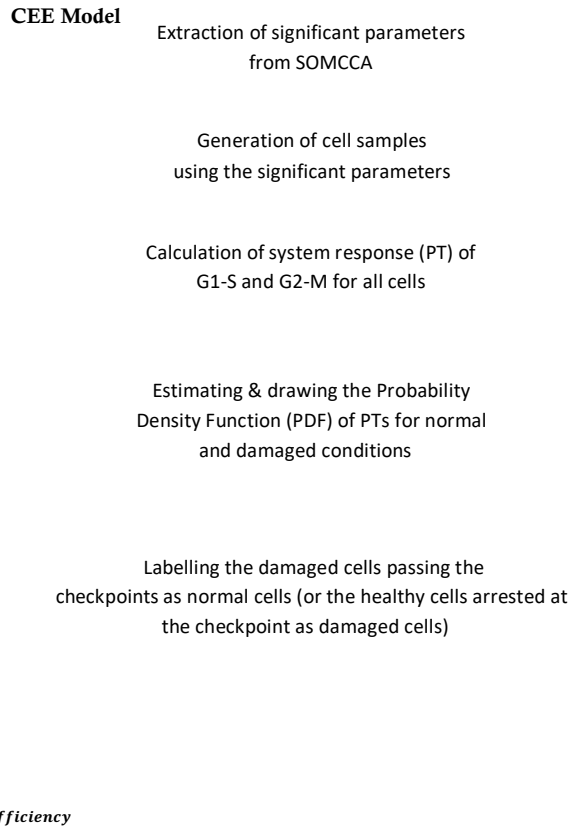 CEE Model
Extraction of significant parameters
from SOMCCA
Generation of cell samples
using the significant parameters
Calculation of system response (PT) of
G1-S and G2-M for all cells
Estimating & drawing the Probability
Density Function (PDF) of PTs for normal
and damaged conditions
Labelling the damaged cells passing the
checkpoints as normal cells (or the healthy cells arrested at
the checkpoint as damaged cells)
fficiency